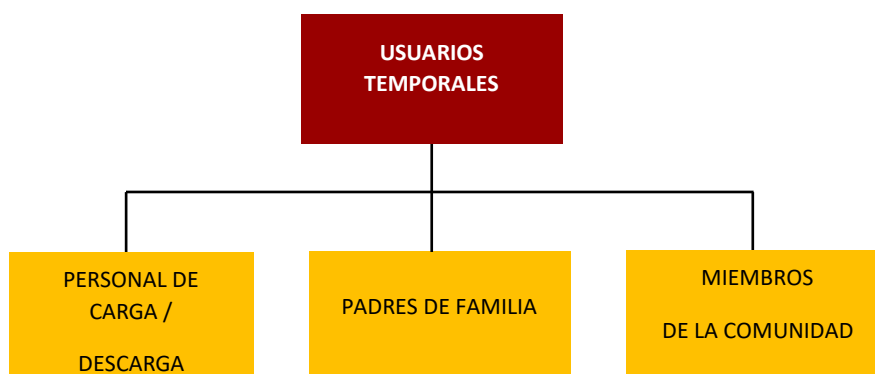 USUARIOS
TEMPORALES
PERSONAL DE
CARGA /
DESCARGA
PADRES DE FAMILIA
MIEMBROS
DE LA COMUNIDAD